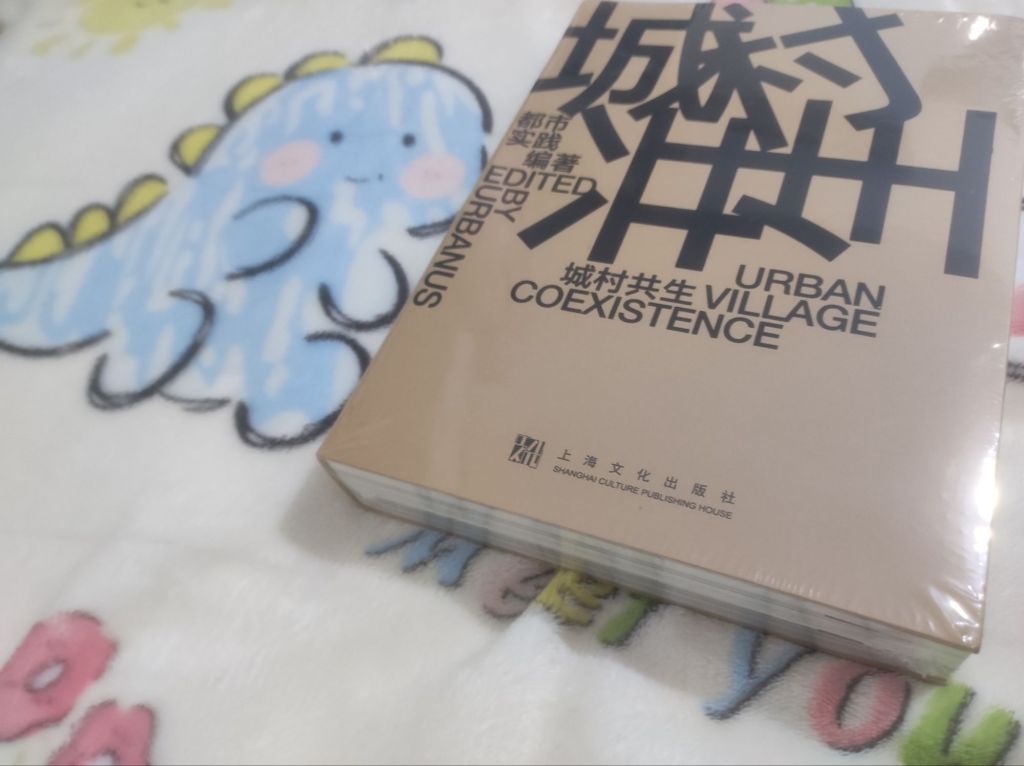 城村
共生
都市
实践
编著
EDITED
BY
URBANUS
URBAN
城村共生 VILLAGE
COEXISTENCE
上海文化出版社
SHANGHAI CULTURE PUBLISHING HOUSE
you